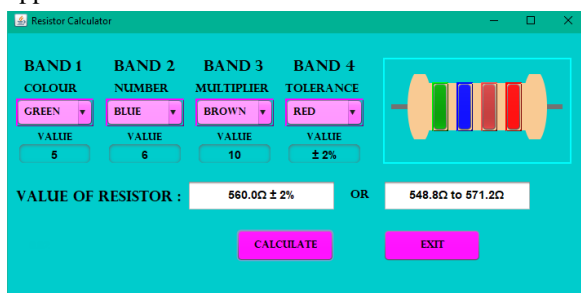 Resistor Calculator
BAND 1 BAND 2 BAND 3 BAND 4
COLOUR NUMBER MULTIPLIER TOLERANCE
GREEN BLUE BROWN RED
VALUE VALUE VALUE VALUE
5 6 10 ± 2%
VALUE OF RESISTOR : 560.0Ω ± 2% OR 548.8Ω to 571.2Ω
CALCULATE EXIT